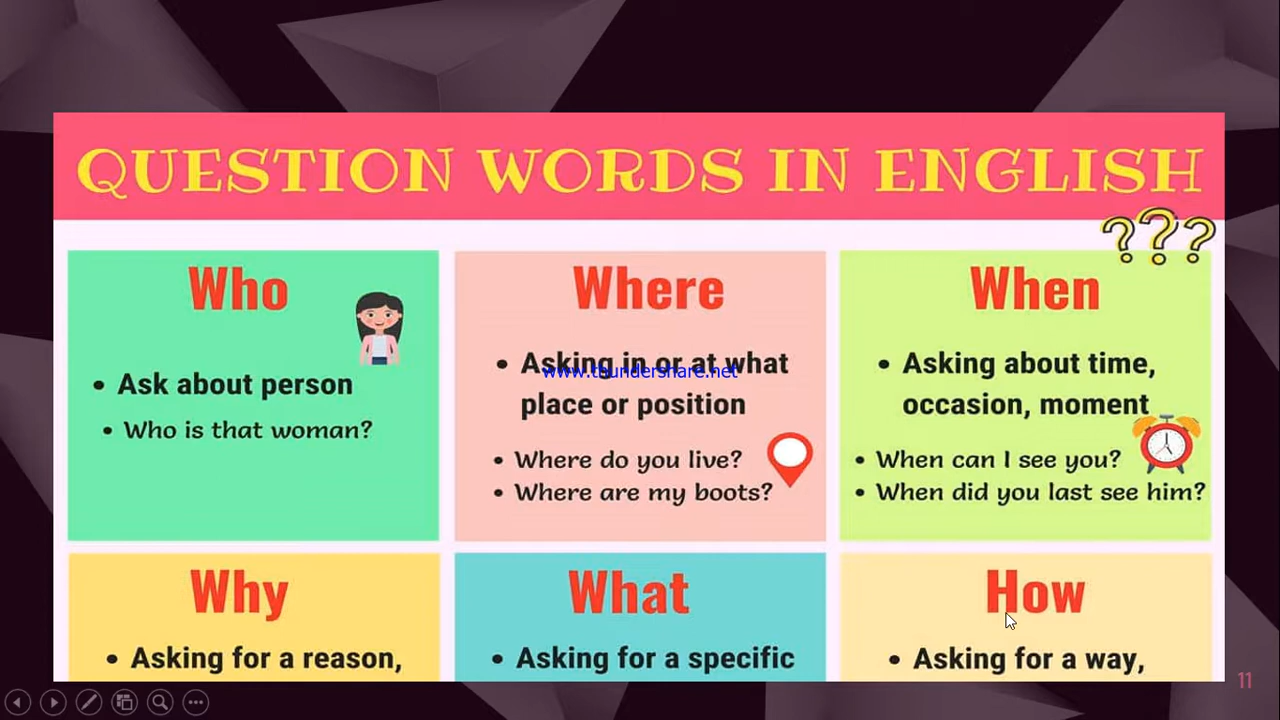 QUESTION WORDS IN ENGLISH
???
Who
• Ask about person
• Who is that woman?
Where
• Asking in or at what
place or position
www.thundershare.net
• Where do you live?
• Where are my boots?
When
• Asking about time,
occasion, moment
• When can I see you?
• When did you last see him?
Why
• Asking for a reason,
What
• Asking for a specific
How
• Asking for a way,
11